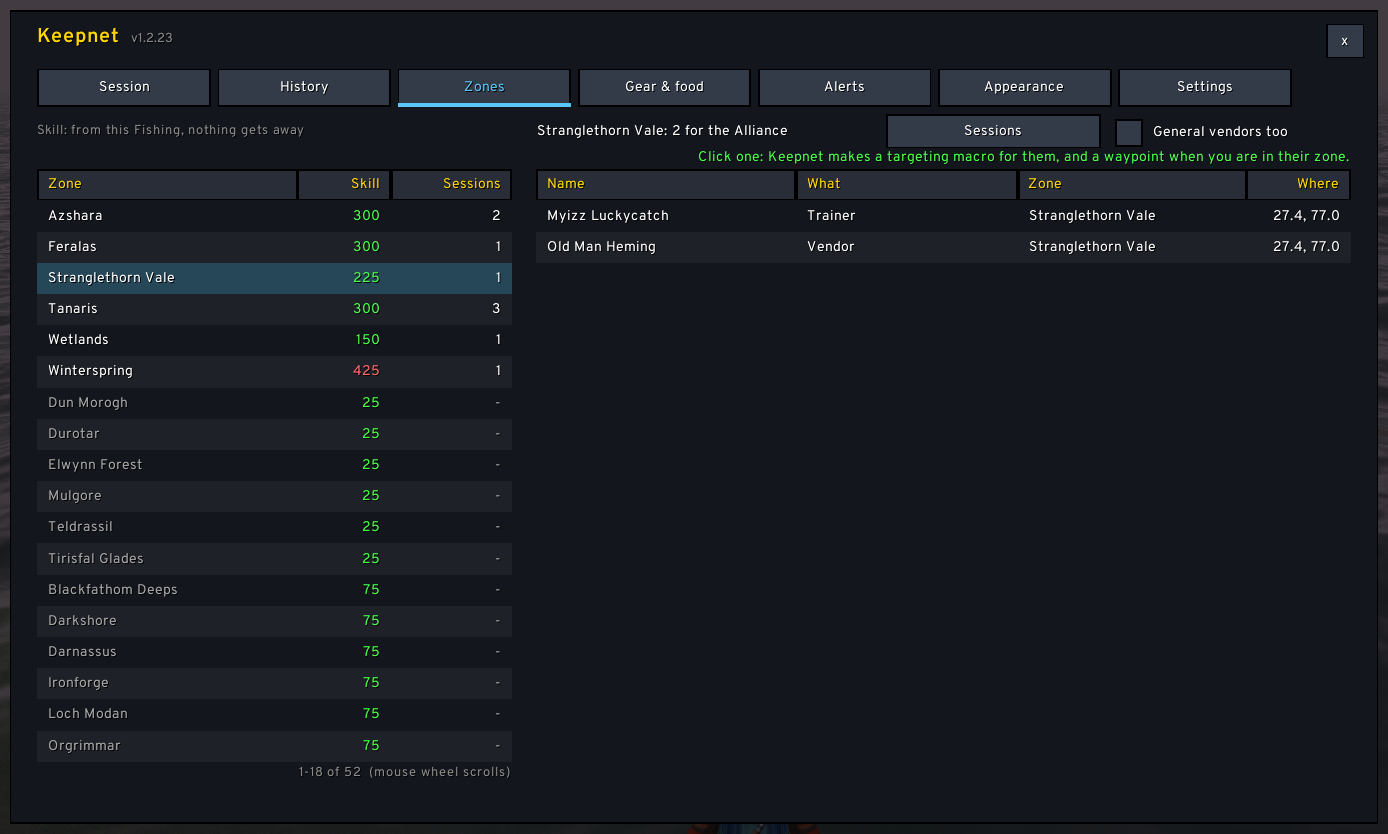 Keepnet v1.2.23
x
Session History Zones Gear & food Alerts Appearance Settings
Skill: from this Fishing, nothing gets away
Stranglethorn Vale: 2 for the Alliance Sessions General vendors too
Click one: Keepnet makes a targeting macro for them, and a waypoint when you are in their zone.
Zone Skill Sessions
Azshara 300 2
Feralas 300 1
Stranglethorn Vale 225 1
Tanaris 300 3
Wetlands 150 1
Winterspring 425 1
Dun Morogh 25 -
Durotar 25 -
Elwynn Forest 25 -
Mulgore 25 -
Teldrassil 25 -
Tirisfal Glades 25 -
Blackfathom Deeps 75 -
Darkshore 75 -
Darnassus 75 -
Ironforge 75 -
Loch Modan 75 -
Orgrimmar 75 -
1-18 of 52 (mouse wheel scrolls)
Name What Zone Where
Myizz Luckycatch Trainer Stranglethorn Vale 27.4, 77.0
Old Man Heming Vendor Stranglethorn Vale 27.4, 77.0